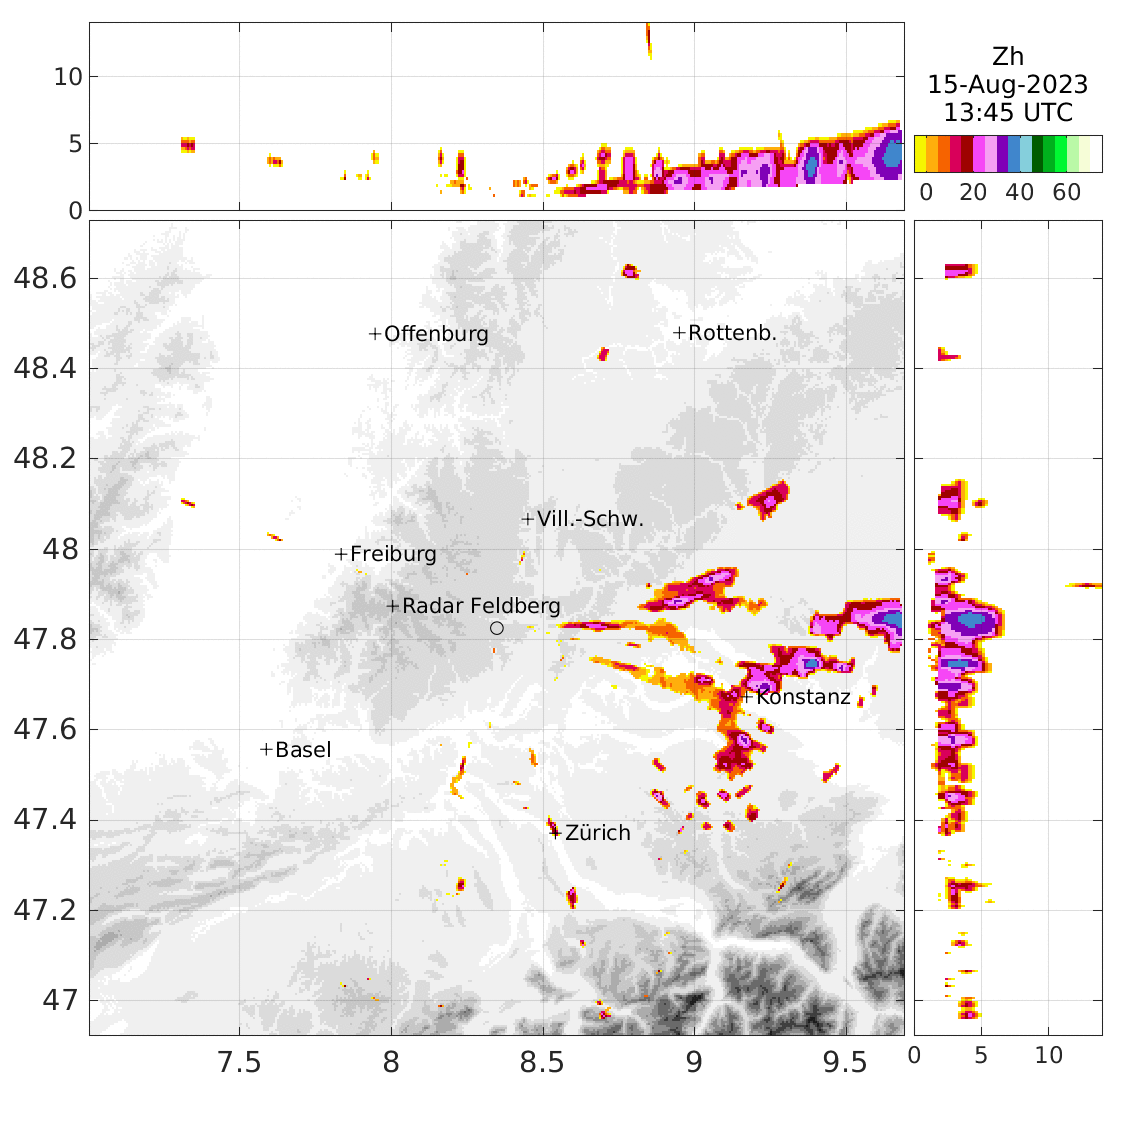 10
5
0
Zh
15-Aug-2023
13:45 UTC
0 20 40 60
48.6
48.4
48.2
48
47.8
47.6
47.4
47.2
47
Offenburg
Rottenb.
Vill.-Schw.
Freiburg
Radar Feldberg
Konstanz
Basel
Zürich
7.5 8 8.5 9 9.5
0 5 10